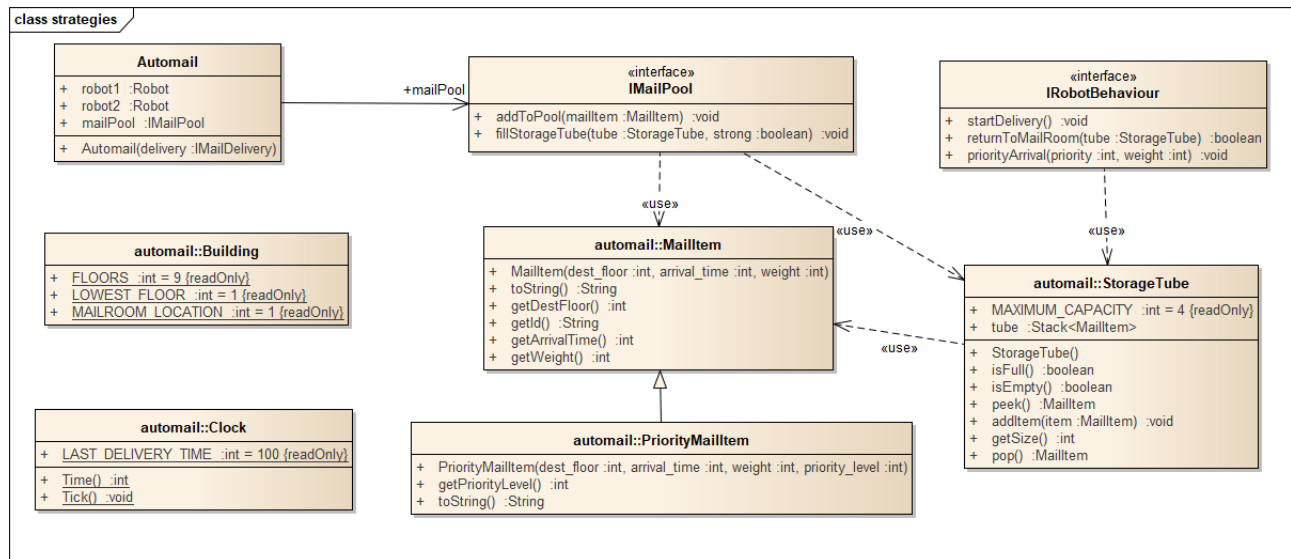 class strategies
Automail
+ robot1 :Robot
+ robot2 :Robot
+ mailPool :IMailPool
+ Automail(delivery :IMailDelivery)
+mailPool
«interface»
IMailPool
+ addToPool(mailItem :MailItem) :void
+ fillStorageTube(tube :StorageTube, strong :boolean) :void
«interface»
IRobotBehaviour
+ startDelivery() :void
+ returnToMailRoom(tube :StorageTube) :boolean
+ priorityArrival(priority :int, weight :int) :void
«use»
«use»
«use»
automail::Building
+ FLOORS :int = 9 {readOnly}
+ LOWEST_FLOOR :int = 1 {readOnly}
+ MAILROOM_LOCATION :int = 1 {readOnly}
automail::MailItem
+ MailItem(dest_floor :int, arrival_time :int, weight :int)
+ toString() :String
+ getDestFloor() :int
+ getId() :String
+ getArrivalTime() :int
+ getWeight() :int
automail::StorageTube
+ MAXIMUM_CAPACITY :int = 4 {readOnly}
+ tube :Stack<MailItem>
+ StorageTube()
+ isFull() :boolean
+ isEmpty() :boolean
+ peek() :MailItem
+ addItem(item :MailItem) :void
+ getSize() :int
+ pop() :MailItem
«use»
automail::Clock
+ LAST_DELIVERY_TIME :int = 100 {readOnly}
+ Time() :int
+ Tick() :void
automail::PriorityMailItem
+ PriorityMailItem(dest_floor :int, arrival_time :int, weight :int, priority_level :int)
+ getPriorityLevel() :int
+ toString() :String